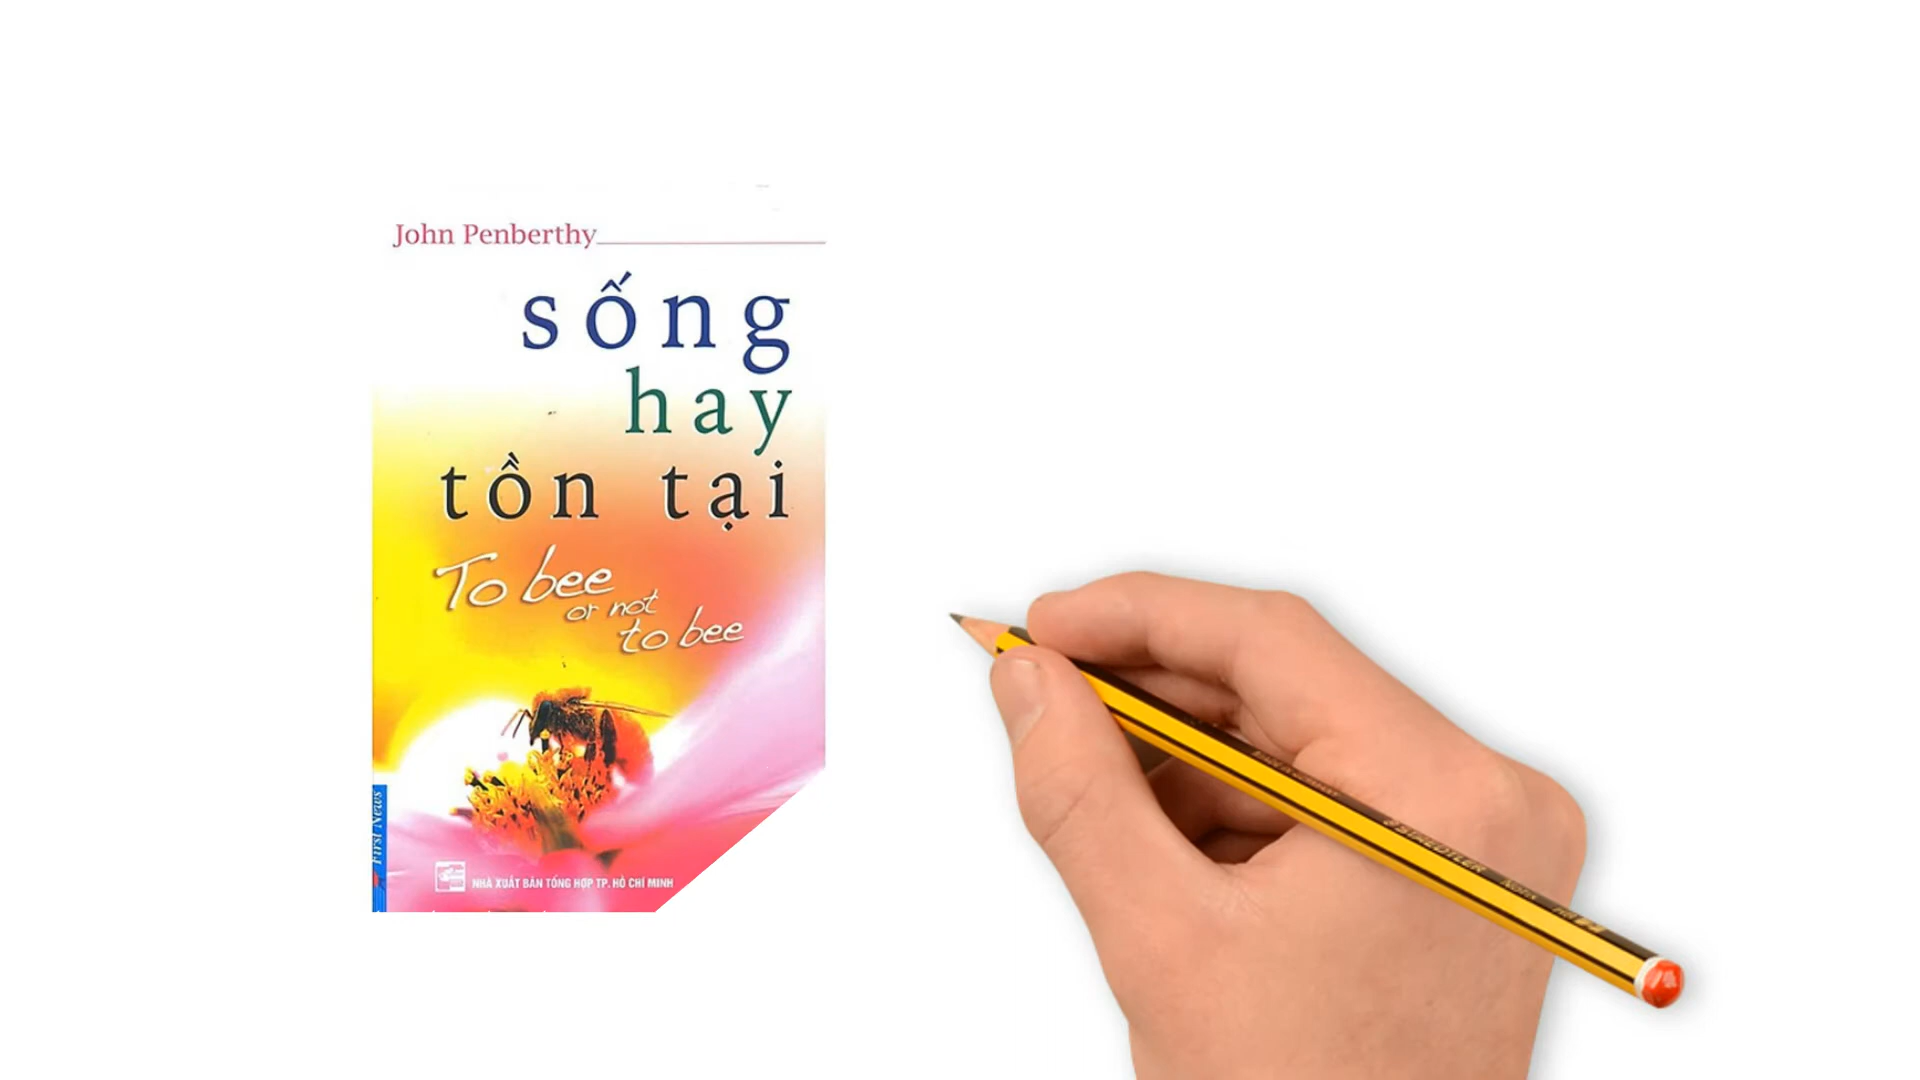 John Penberthy
sống
hay
tồn tại
To bee
or not
to bee
First News
NHÀ XUẤT BẢN TỔNG HỢP TP. HỒ CHÍ MINH
STAEDTLER